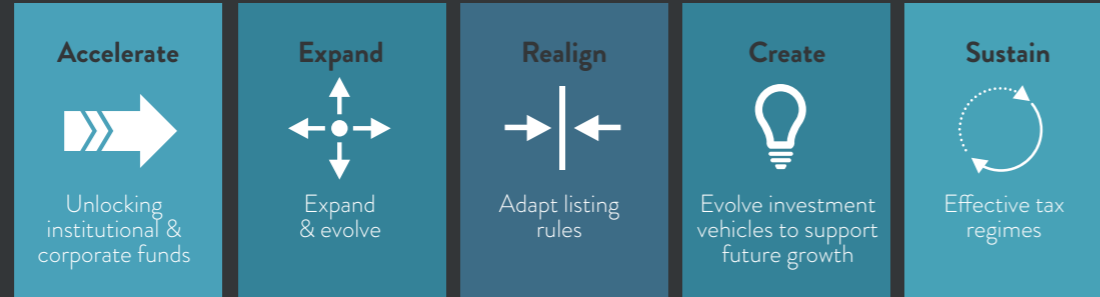 Accelerate
Unlocking
institutional &
corporate funds
Expand
Expand
& evolve
Realign
Adapt listing
rules
Create
Evolve investment
vehicles to support
future growth
Sustain
Effective tax
regimes